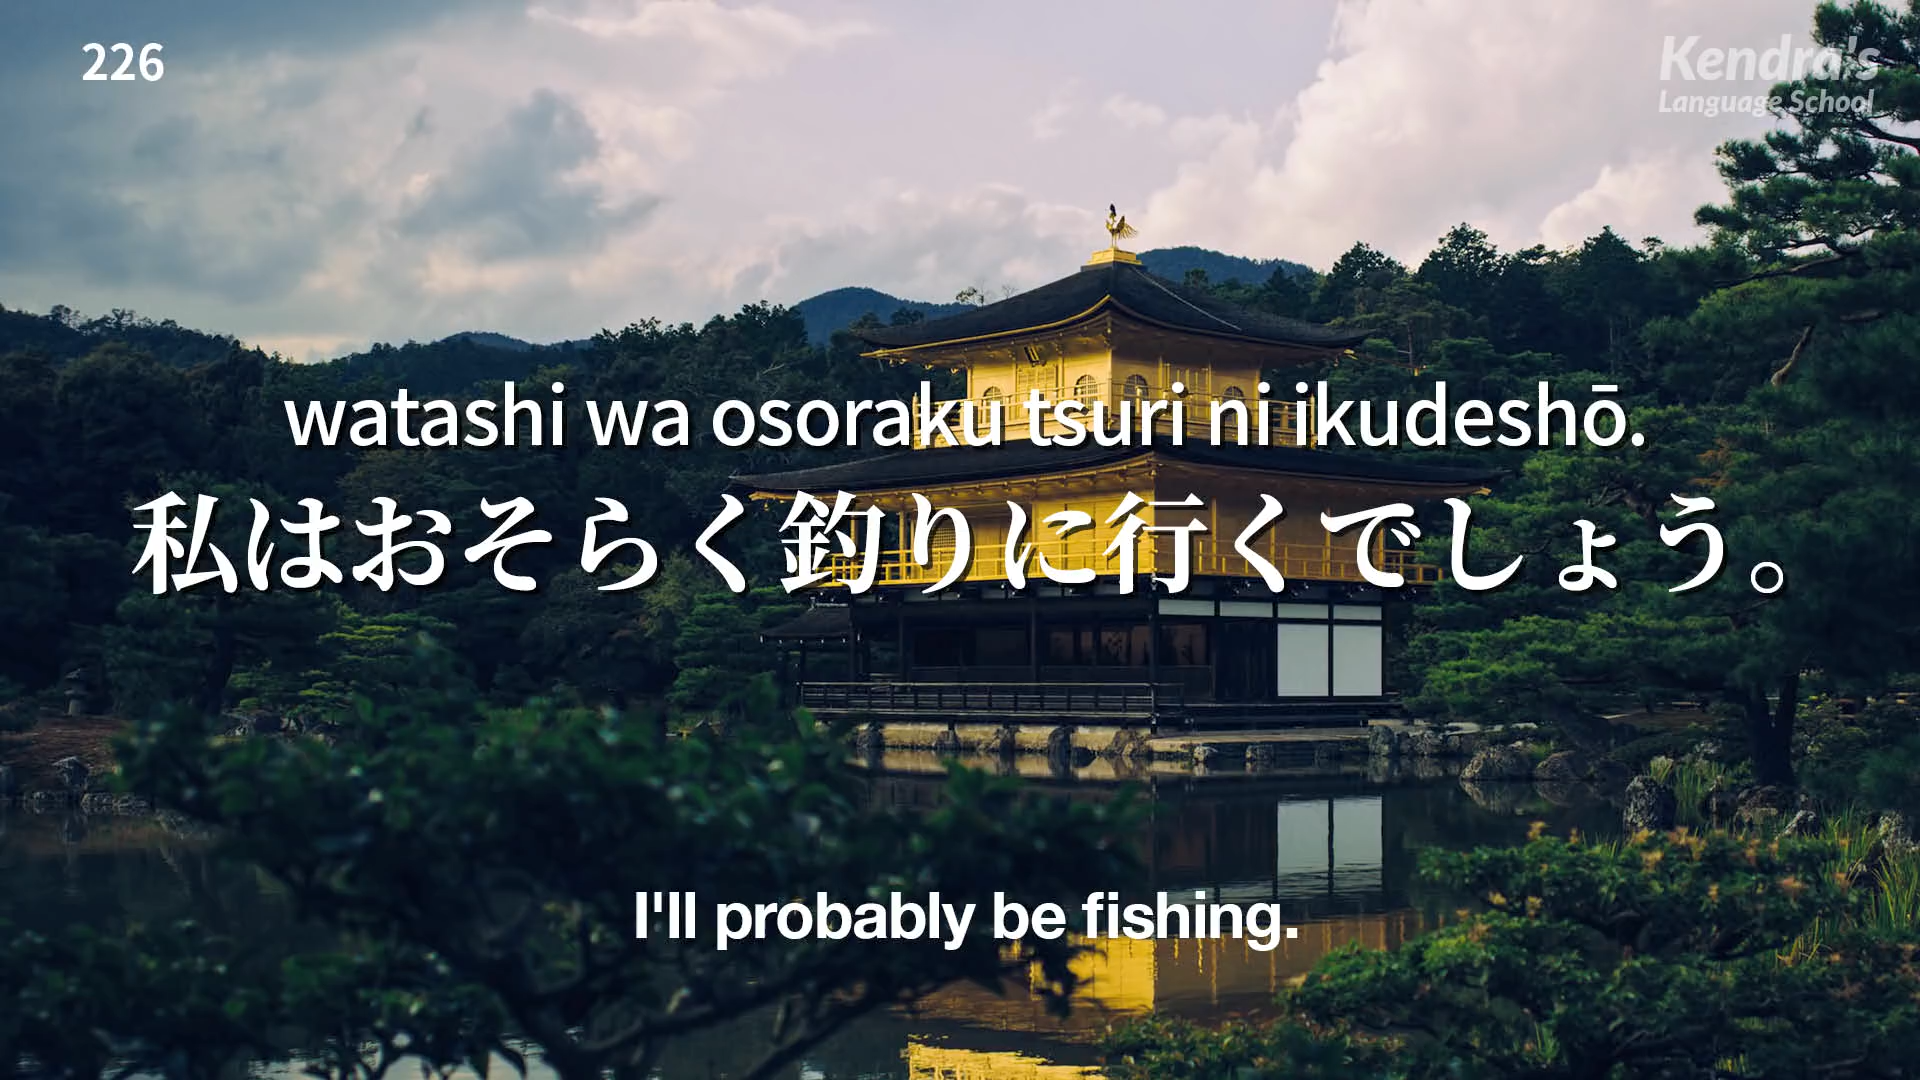 226
Kendra's
Language School
watashi wa osoraku tsuri ni ikudeshō.
私はおそらく釣りに行くでしょう。
I'll probably be fishing.